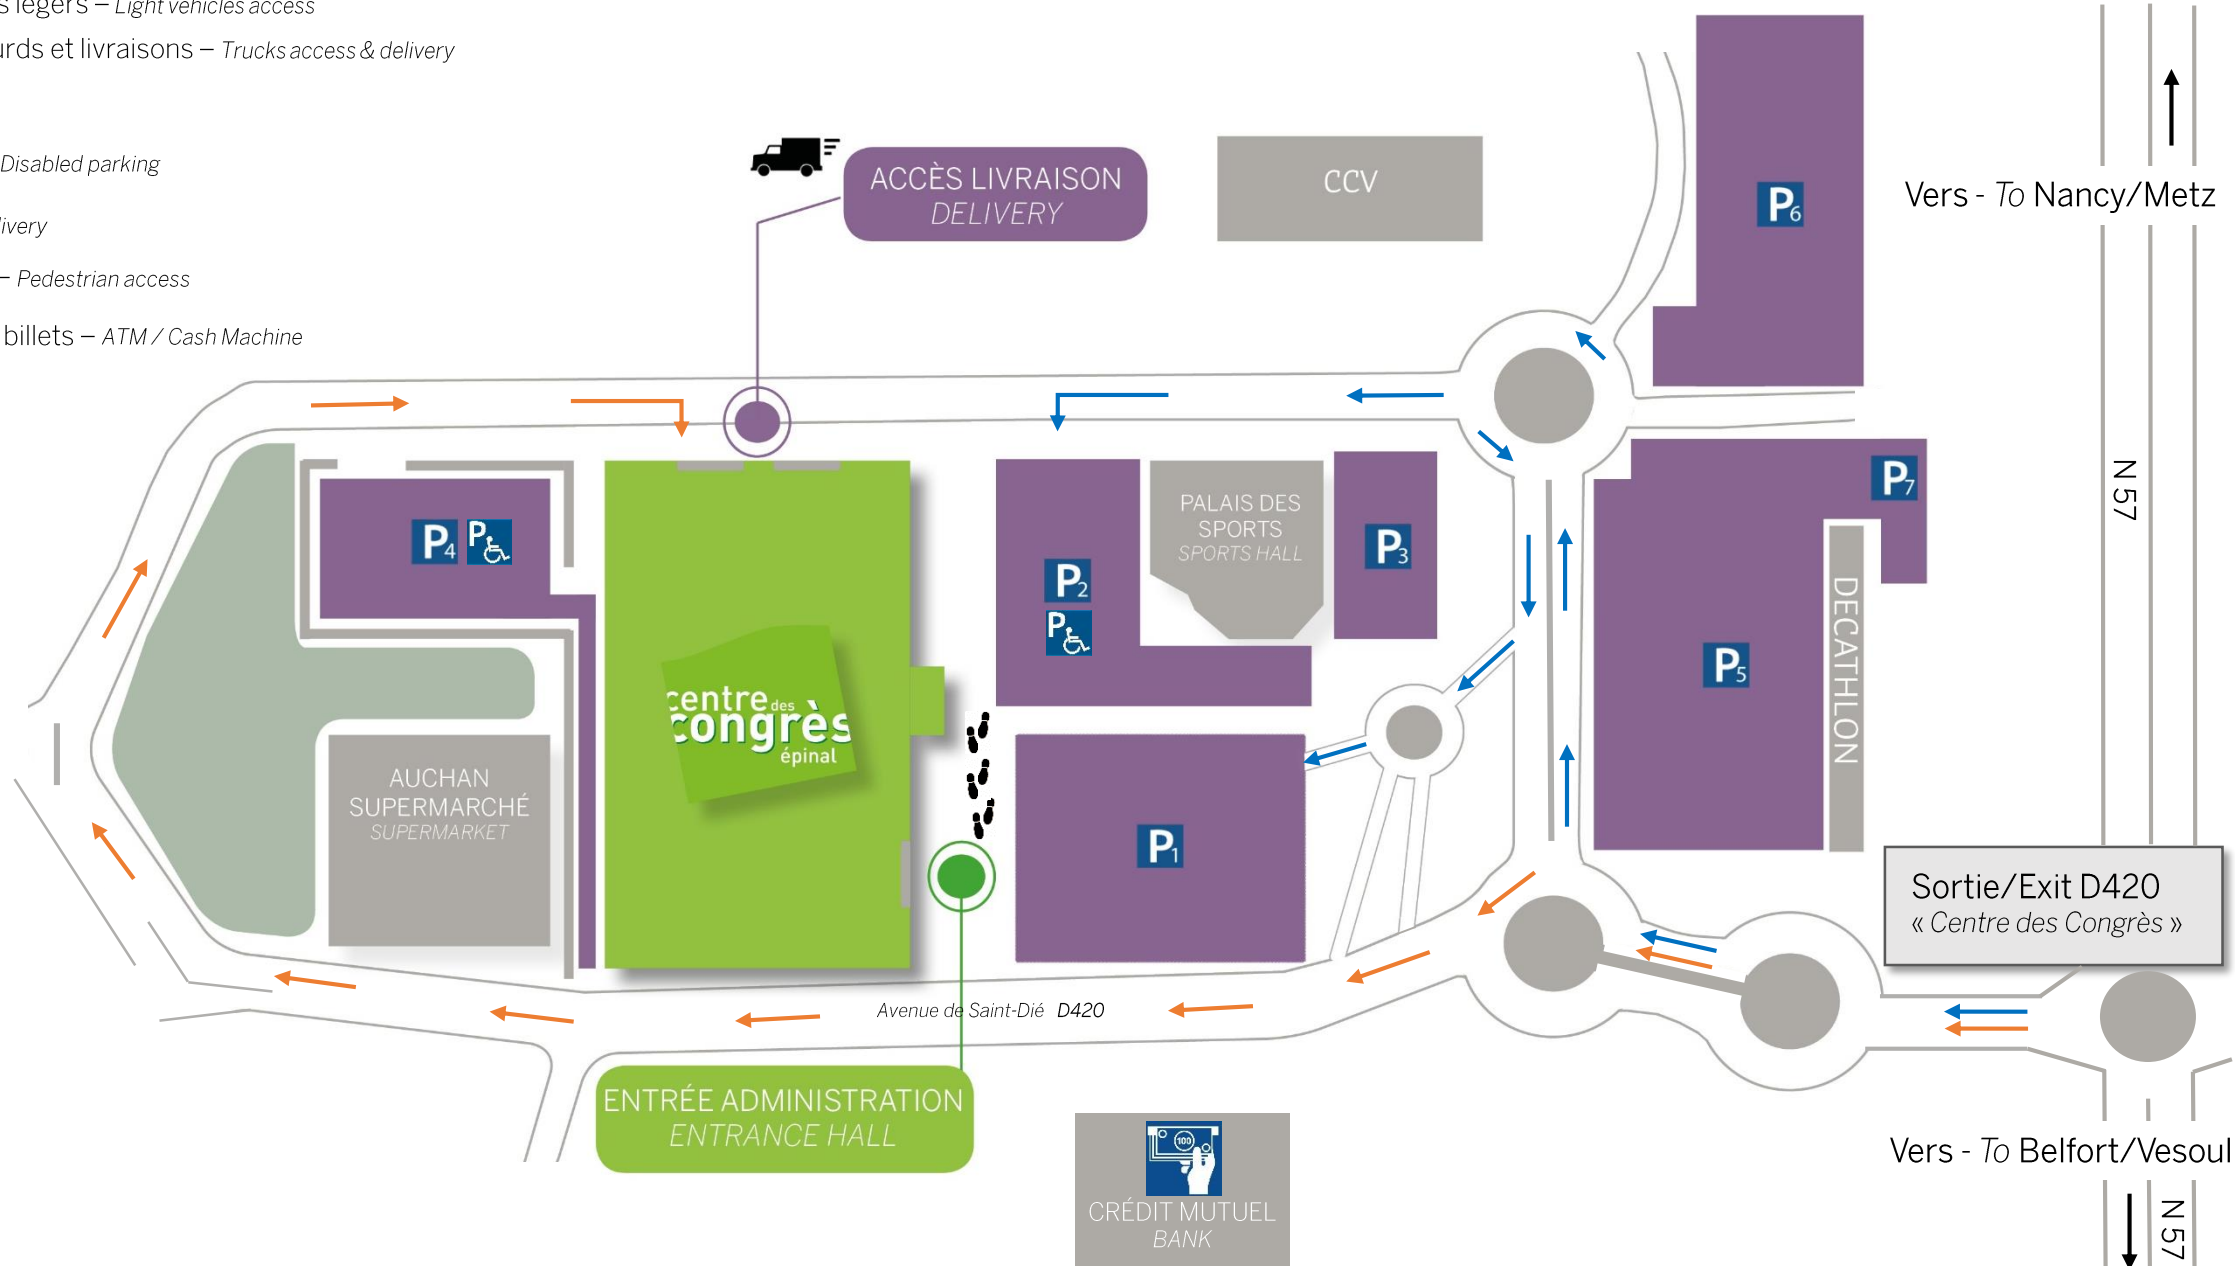 légers – Light vehicles access
urds et livraisons – Trucks access & delivery
Disabled parking
ivery
– Pedestrian access
billets – ATM / Cash Machine
ACCÈS LIVRAISON
DELIVERY
CCV
P6
Vers - To Nancy/Metz
N 57
P7
P4
P
P2
P
PALAIS DES
SPORTS
SPORTS HALL
P3
P5
DECATHLON
centre des
congrès
épinal
AUCHAN
SUPERMARCHÉ
SUPERMARKET
P1
Sortie/Exit D420
« Centre des Congrès »
Avenue de Saint-Dié D420
ENTRÉE ADMINISTRATION
ENTRANCE HALL
100
CRÉDIT MUTUEL
BANK
Vers - To Belfort/Vesoul
N 57